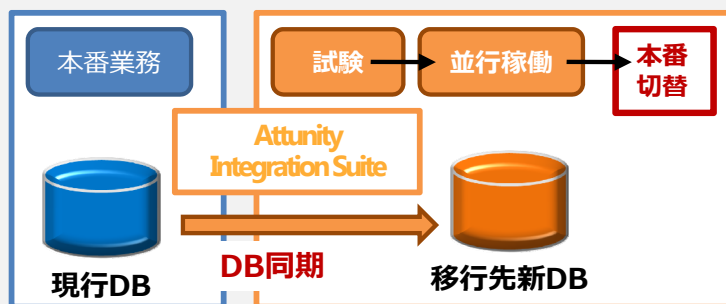 本番業務
試験
並行稼働
本番
切替
Attunity
Integration Suite
DB同期
現行DB
移行先新DB